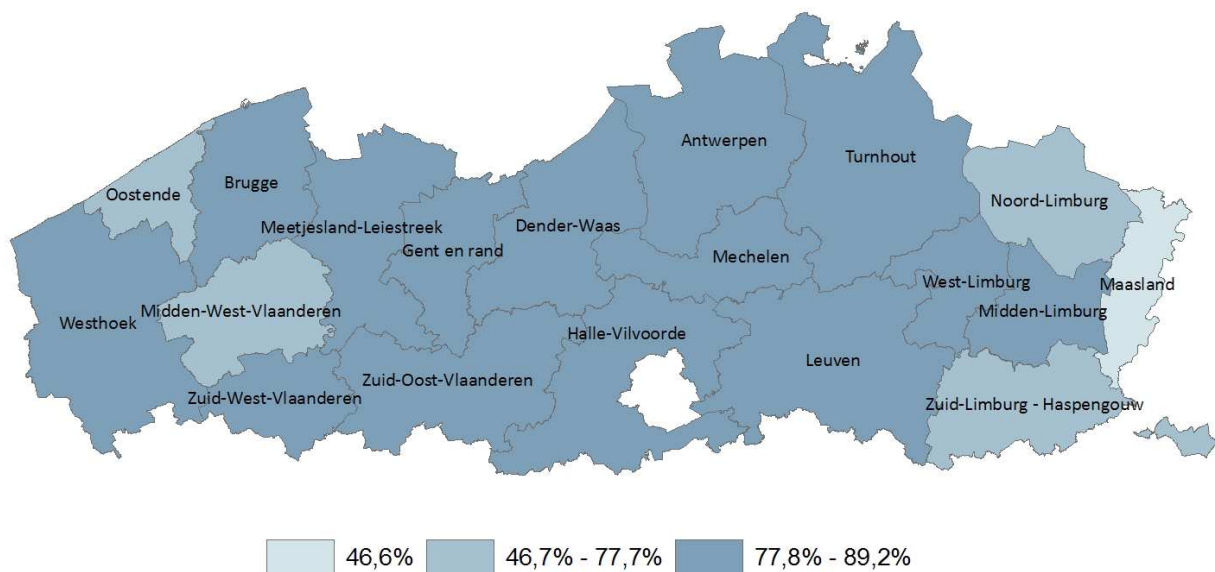 Antwerpen
Turnhout
Brugge
Oostende
Noord-Limburg
Meetjesland-Leiestreek
Dender-Waas
Gent en rand
Mechelen
West-Limburg
Maasland
Midden-West-Vlaanderen
Midden-Limburg
Westhoek
Halle-Vilvoorde
Leuven
Zuid-Oost-Vlaanderen
Zuid-West-Vlaanderen
Zuid-Limburg - Haspengouw
46,6% 46,7% - 77,7% 77,8% - 89,2%